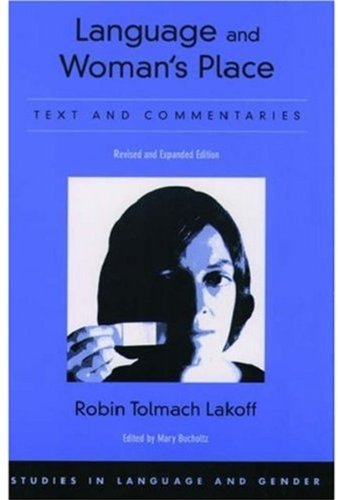 Language and
Woman's Place
TEXT AND COMMENTARIES
Revised and Expanded Edition
Robin Tolmach Lakoff
Edited by Mary Bucholtz
STUDIES IN LANGUAGE AND GENDER